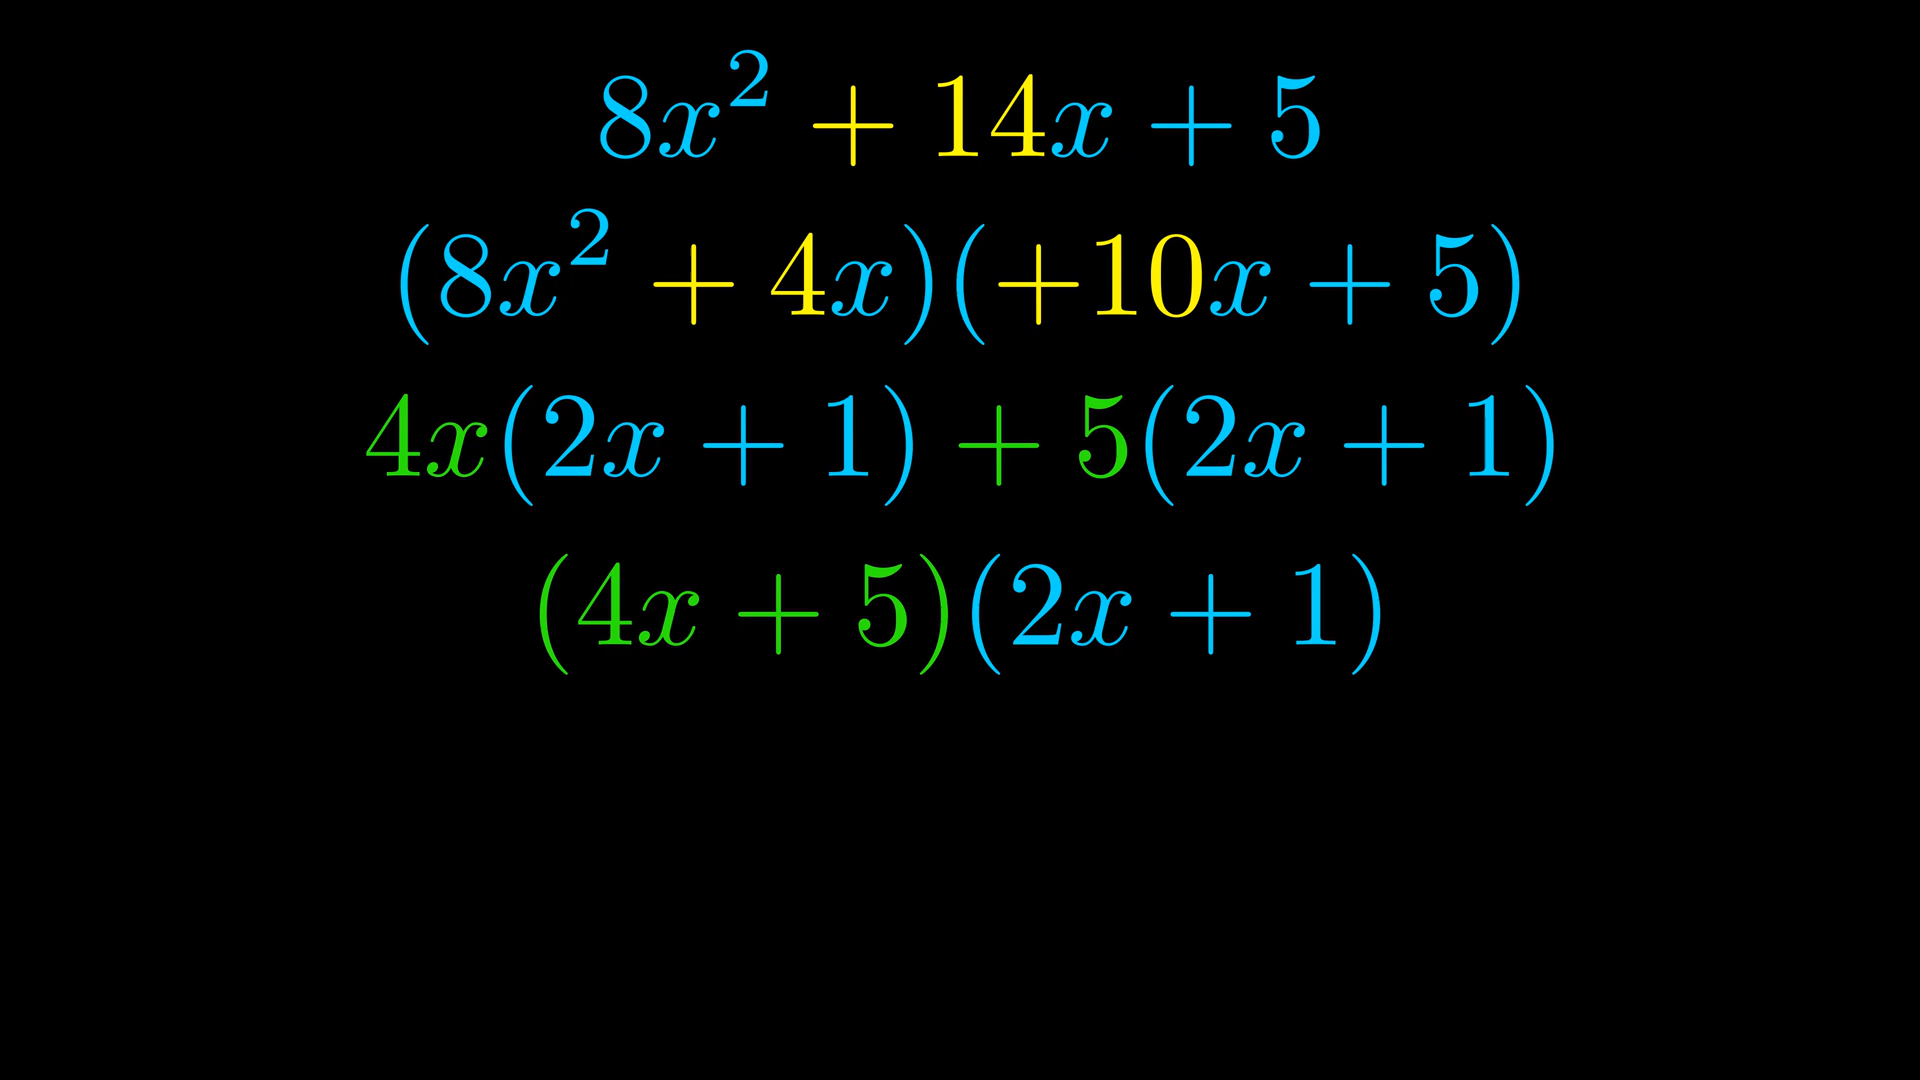 8x² + 14x + 5
(8x² + 4x)(+10x + 5)
4x(2x + 1) + 5(2x + 1)
(4x + 5)(2x + 1)